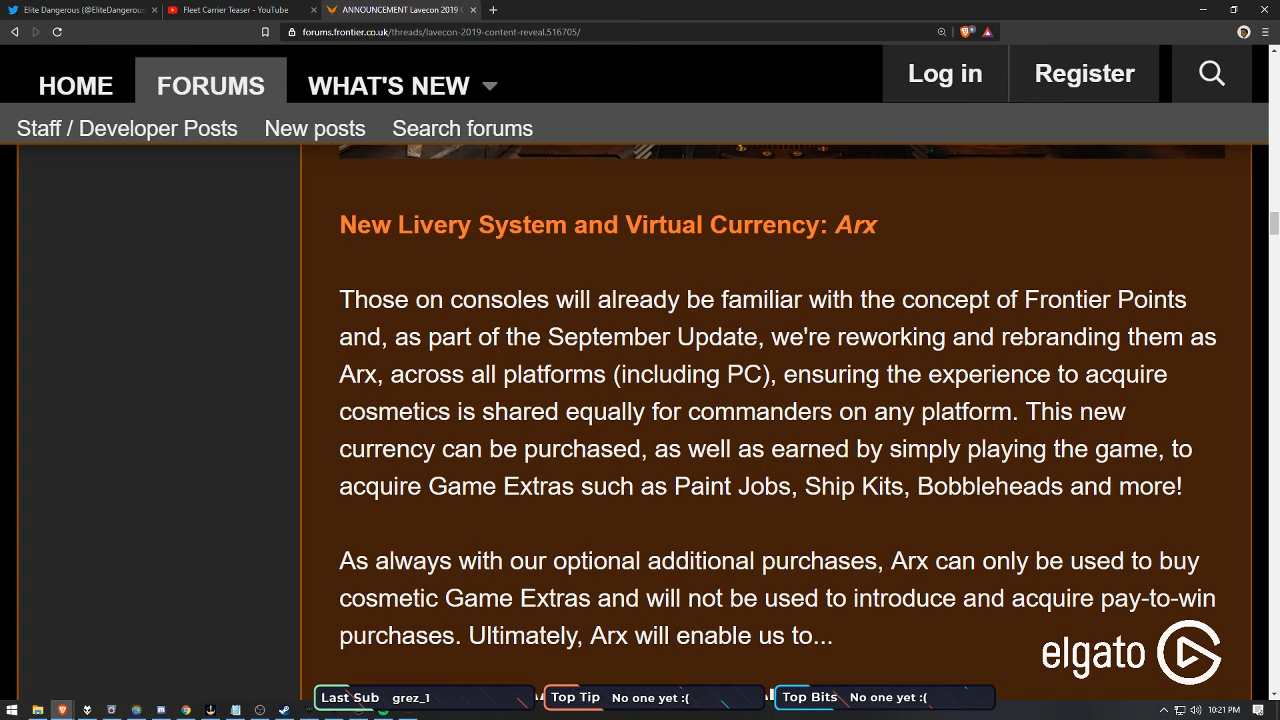 Elite Dangerous (@EliteDangerous
Fleet Carrier Teaser - YouTube
ANNOUNCEMENT Lavecon 2019 C
forums.frontier.co.uk/threads/lavecon-2019-content-reveal.516705/
HOME
FORUMS
WHAT'S NEW
Log in
Register
Staff / Developer Posts
New posts
Search forums
New Livery System and Virtual Currency: Arx
Those on consoles will already be familiar with the concept of Frontier Points
and, as part of the September Update, we're reworking and rebranding them as
Arx, across all platforms (including PC), ensuring the experience to acquire
cosmetics is shared equally for commanders on any platform. This new
currency can be purchased, as well as earned by simply playing the game, to
acquire Game Extras such as Paint Jobs, Ship Kits, Bobbleheads and more!
As always with our optional additional purchases, Arx can only be used to buy
cosmetic Game Extras and will not be used to introduce and acquire pay-to-win
purchases. Ultimately, Arx will enable us to...
elgato
Last Sub grez_1
Top Tip No one yet :(
Top Bits No one yet :(
10:21 PM